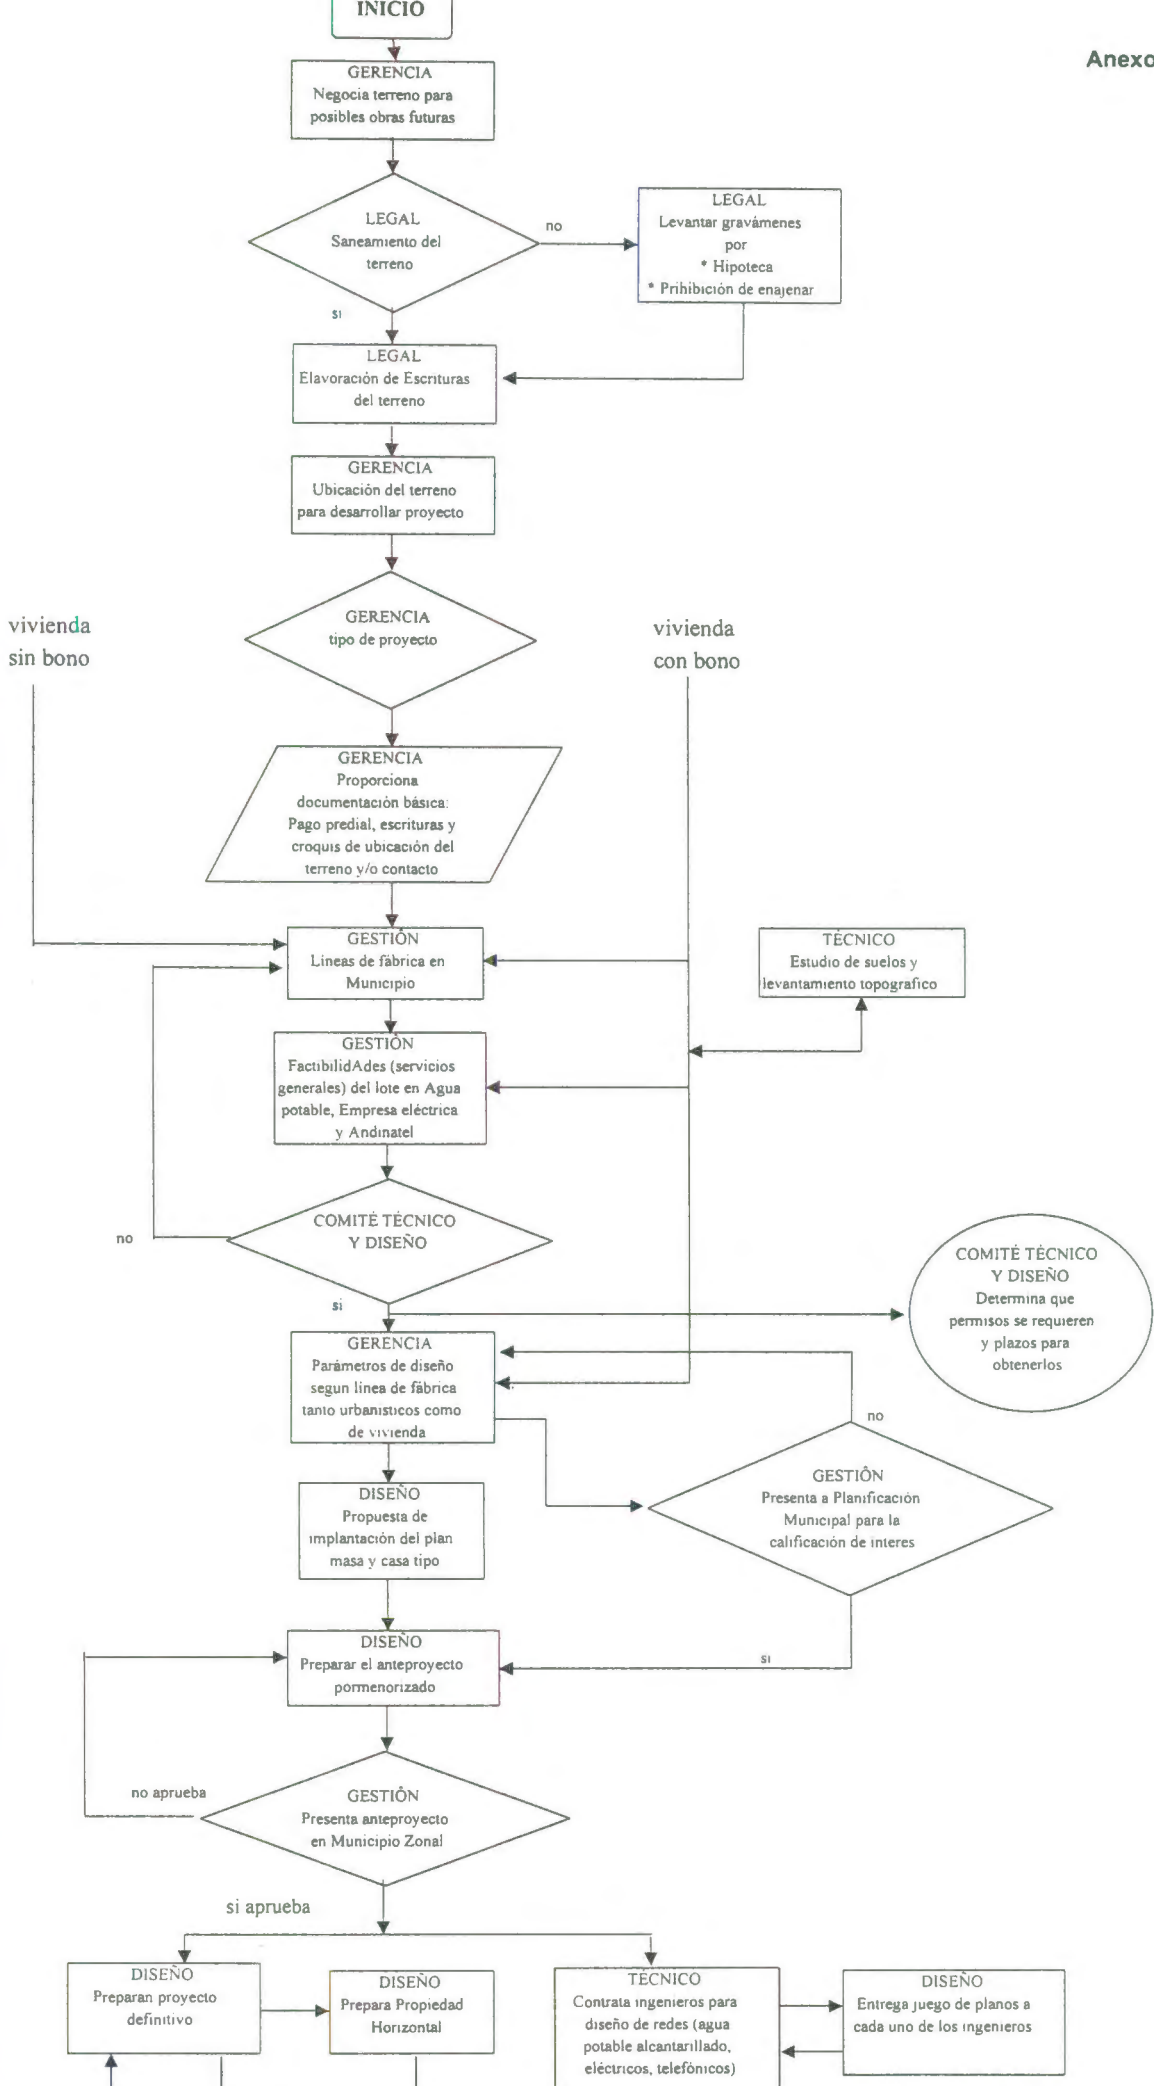 INICIO
Anexo
GERENCIA
Negocia terreno para
posibles obras futuras
LEGAL
Saneamiento del
terreno
no
LEGAL
Levantar gravámenes
por
* Hipoteca
* Prihibición de enajenar
si
LEGAL
Elavoración de Escrituras
del terreno
GERENCIA
Ubicación del terreno
para desarrollar proyecto
GERENCIA
tipo de proyecto
vivienda
sin bono
vivienda
con bono
GERENCIA
Proporciona
documentación básica:
Pago predial, escrituras y
croquis de ubicación del
terreno y/o contacto
GESTIÓN
Lineas de fábrica en
Municipio
TÉCNICO
Estudio de suelos y
levantamiento topografico
GESTIÓN
FactibilidAdes (servicios
generales) del lote en Agua
potable, Empresa eléctrica
y Andinatel
COMITÉ TÉCNICO
Y DISEÑO
no
si
COMITÉ TÉCNICO
Y DISEÑO
Determina que
permisos se requieren
y plazos para
obtenerlos
GERENCIA
Parámetros de diseño
segun línea de fábrica
tanto urbanisticos como
de vivienda
no
GESTIÓN
Presenta a Planificación
Municipal para la
calificación de interes
DISEÑO
Propuesta de
implantación del plan
masa y casa tipo
DISEÑO
Preparar el anteproyecto
pormenorizado
si
no aprueba
GESTIÓN
Presenta anteproyecto
en Municipio Zonal
si aprueba
DISEÑO
Preparan proyecto
definitivo
DISEÑO
Prepara Propiedad
Horizontal
TÉCNICO
Contrata ingenieros para
diseño de redes (agua
potable alcantarillado,
eléctricos, telefónicos)
DISEÑO
Entrega juego de planos a
cada uno de los ingenieros